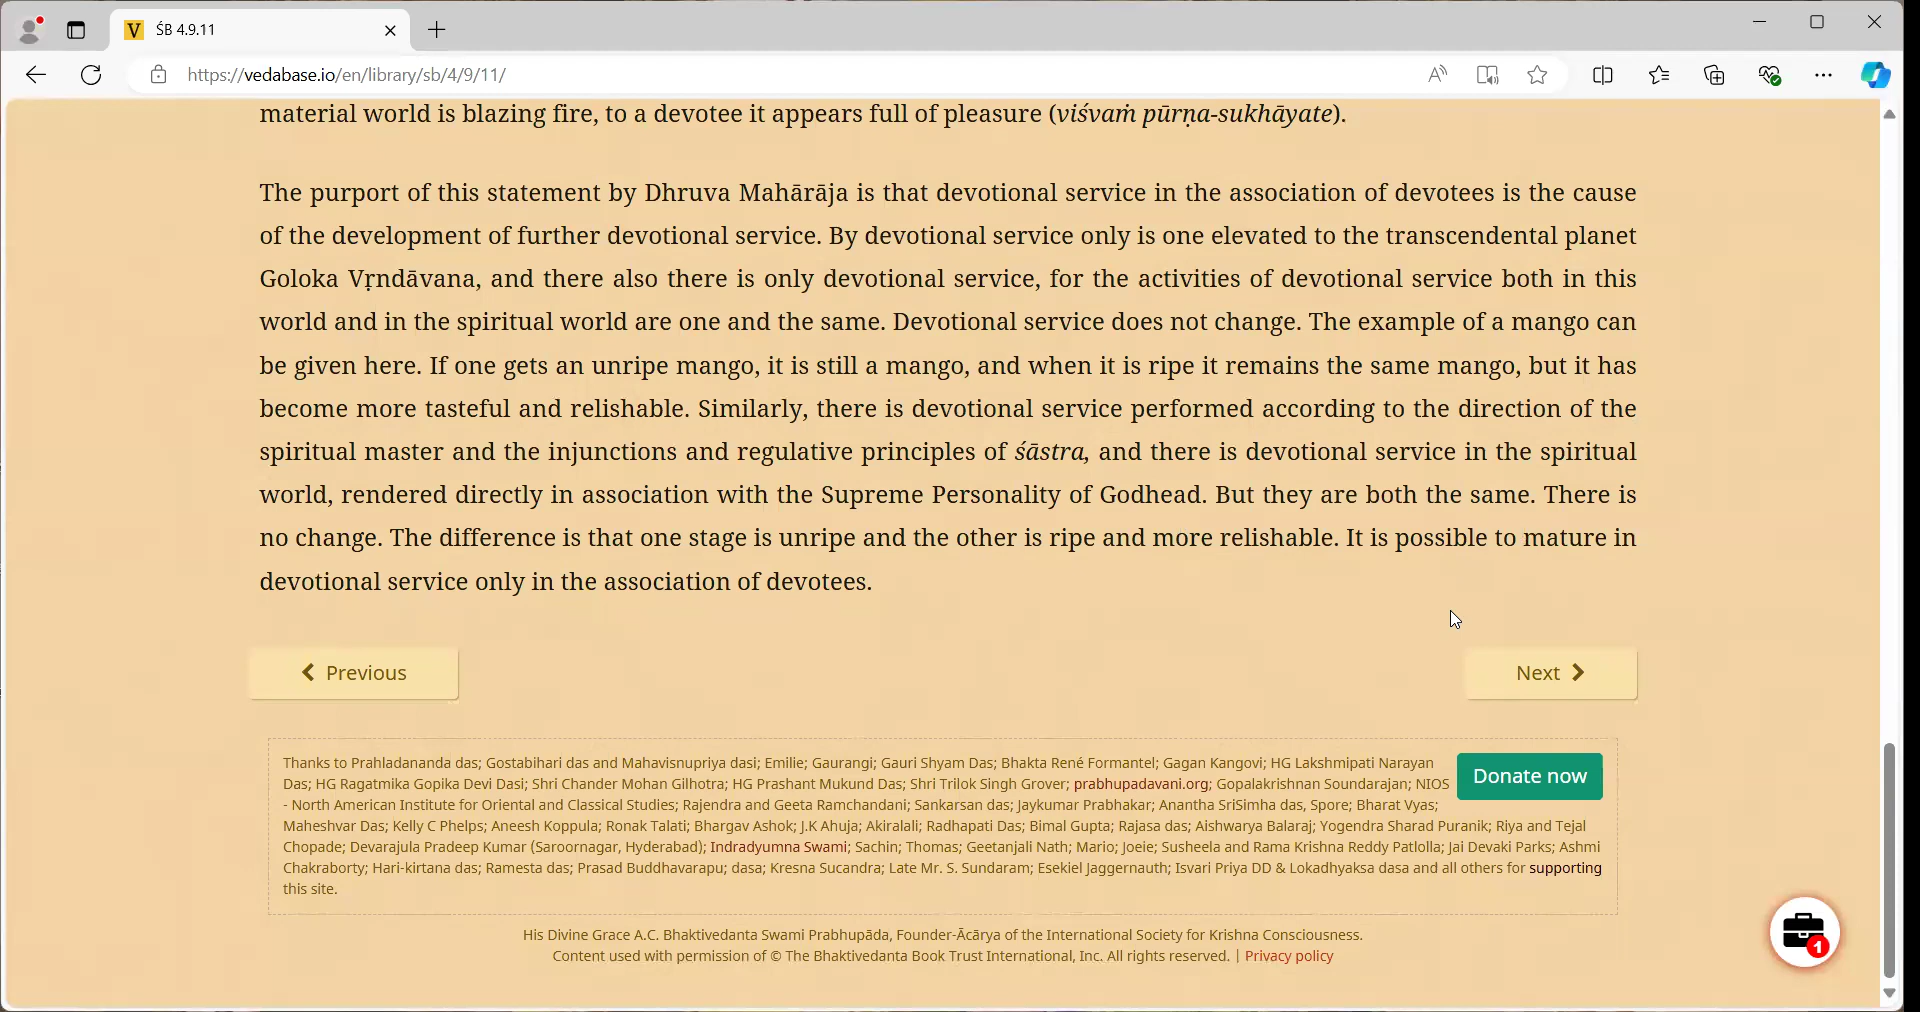 ŚB 4.9.11
https://vedabase.io/en/library/sb/4/9/11/
material world is blazing fire, to a devotee it appears full of pleasure (viśvaṁ pūrṇa-sukhāyate).
The purport of this statement by Dhruva Mahārāja is that devotional service in the association of devotees is the cause
of the development of further devotional service. By devotional service only is one elevated to the transcendental planet
Goloka Vṛndāvana, and there also there is only devotional service, for the activities of devotional service both in this
world and in the spiritual world are one and the same. Devotional service does not change. The example of a mango can
be given here. If one gets an unripe mango, it is still a mango, and when it is ripe it remains the same mango, but it has
become more tasteful and relishable. Similarly, there is devotional service performed according to the direction of the
spiritual master and the injunctions and regulative principles of śāstra, and there is devotional service in the spiritual
world, rendered directly in association with the Supreme Personality of Godhead. But they are both the same. There is
no change. The difference is that one stage is unripe and the other is ripe and more relishable. It is possible to mature in
devotional service only in the association of devotees.
Previous
Next
Thanks to Prahladananda das; Gostabihari das and Mahavisnupriya dasi; Emilie; Gaurangi; Gauri Shyam Das; Bhakta René Formantel; Gagan Kangovi; HG Lakshmipati Narayan
Das; HG Ragatmika Gopika Devi Dasi; Shri Chander Mohan Gilhotra; HG Prashant Mukund Das; Shri Trilok Singh Grover; prabhupadavani.org; Gopalakrishnan Soundarajan; NIOS
- North American Institute for Oriental and Classical Studies; Rajendra and Geeta Ramchandani; Sankarsan das; Jaykumar Prabhakar; Anantha SriSimha das, Spore; Bharat Vyas;
Maheshvar Das; Kelly C Phelps; Aneesh Koppula; Ronak Talati; Bhargav Ashok; J.K Ahuja; Akiralali; Radhapati Das; Bimal Gupta; Rajasa das; Aishwarya Balaraj; Yogendra Sharad Puranik; Riya and Tejal
Chopade; Devarajula Pradeep Kumar (Saroornagar, Hyderabad); Indradyumna Swami; Sachin; Thomas; Geetanjali Nath; Mario; Joeie; Susheela and Rama Krishna Reddy Patlolla; Jai Devaki Parks; Ashmi
Chakraborty; Hari-kirtana das; Ramesta das; Prasad Buddhavarapu; dasa; Kresna Sucandra; Late Mr. S. Sundaram; Esekiel Jaggernauth; Isvari Priya DD & Lokadhyaksa dasa and all others for supporting
this site.
Donate now
His Divine Grace A.C. Bhaktivedanta Swami Prabhupāda, Founder-Ācārya of the International Society for Krishna Consciousness.
Content used with permission of © The Bhaktivedanta Book Trust International, Inc. All rights reserved. | Privacy policy
1